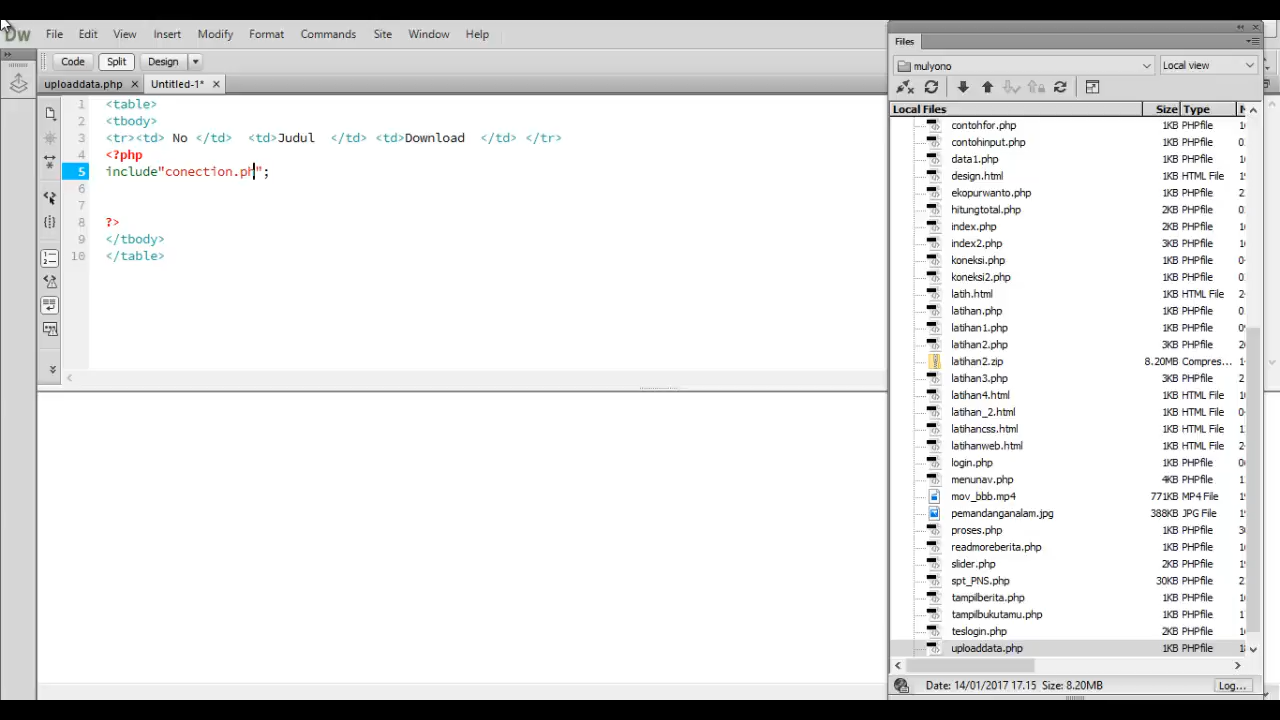 Dw File Edit View Insert Modify Format Commands Site Window Help
Code Split Design
uploaddata.php Untitled-1*
1 <table>
2 <tbody>
3 <tr><td> No </td> <td>Judul </td> <td>Download </td> </tr>
4 <?php
5 include"conection.ph";
6
7
8 ?>
9 </tbody>
10 </table>
Files
mulyono Local view
Local Files Size Type
contohfor.php 1KB PHPfile
contohinput.php 1KB PHPfile
data1.php 1KB PHPfile
design.html 1KB HTML File
ekopurwanto.php 1KB PHPfile
hitungtotal.php 2KB PHPfile
index.php 2KB PHPfile
index2.php 3KB PHPfile
koneksi.php 1KB PHPfile
koneksi2.php 1KB PHPfile
latih.html 1KB HTML File
latihan.php 1KB PHPfile
latihan1.php 1KB PHPfile
latihan2.php 3KB PHPfile
latihan2.zip 8.20MB Compres...
latihan3.php 3KB PHPfile
latihan4.html 1KB HTML File
latihan_2.html 1KB HTML File
latihancss.html 1KB HTML File
latihanweb.html 1KB HTML File
login.php 1KB PHPfile
menunav.php 4KB PHPfile
mov_bbb.mp4 771KB MP4 File
pemandanganalam.jpg 388KB JPG File
proses.php 1KB PHPfile
readmoreberita.php 1KB PHPfile
slider.php 2KB PHPfile
spt_PNS.php 30KB PHPfile
tampilberita.php 1KB PHPfile
tampilbukutamu.php 1KB PHPfile
teslogin.php 2KB PHPfile
uploaddata.php 1KB PHPfile
Date: 14/01/2017 17.15 Size: 8.20MB Log...